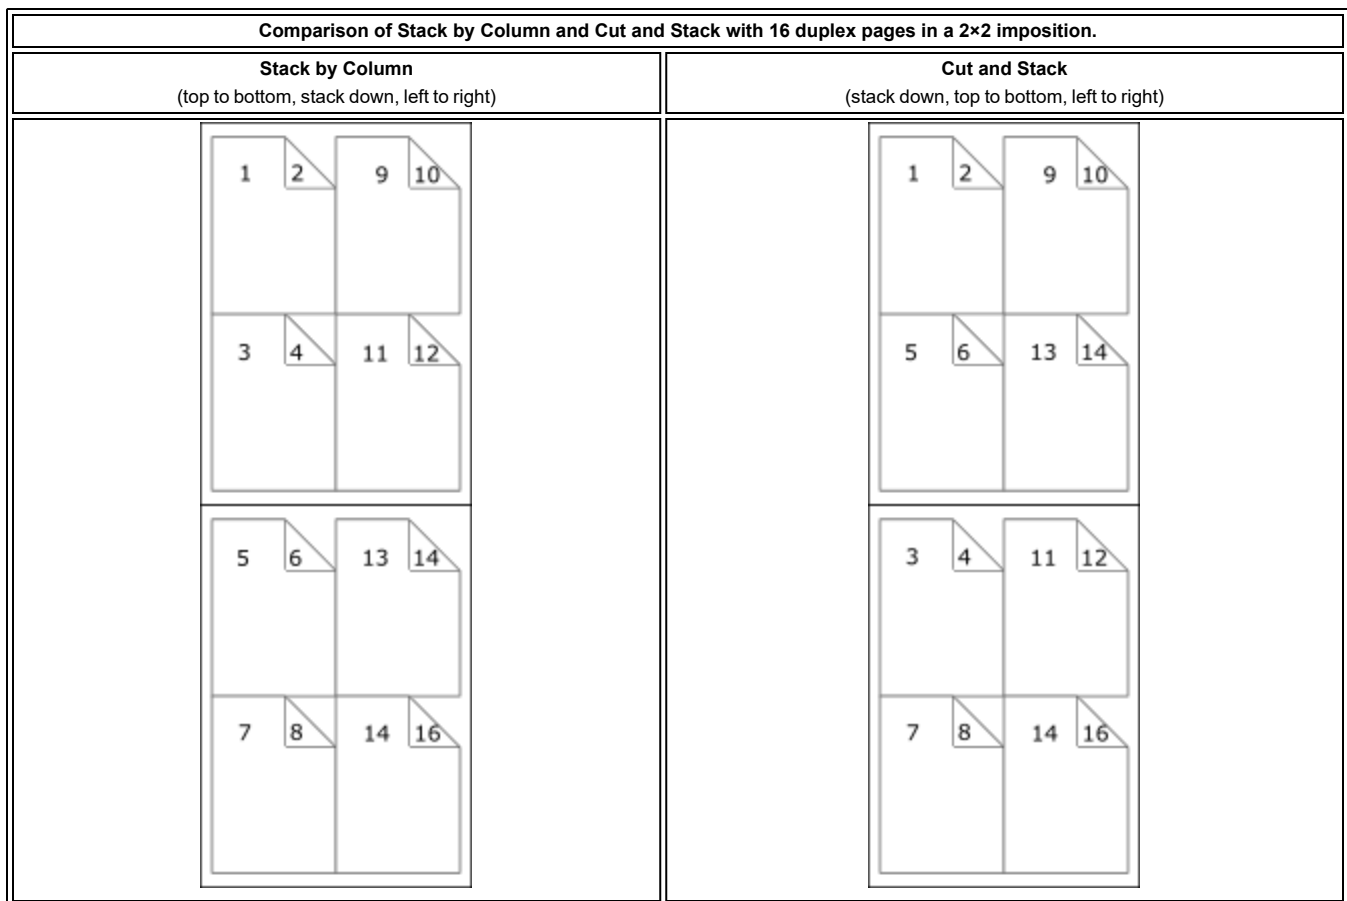 Comparison of Stack by Column and Cut and Stack with 16 duplex pages in a 2×2 imposition.
Stack by Column
(top to bottom, stack down, left to right)
Cut and Stack
(stack down, top to bottom, left to right)
1 2 9 10
3 4 11 12
5 6 13 14
7 8 14 16
1 2 9 10
5 6 13 14
3 4 11 12
7 8 14 16